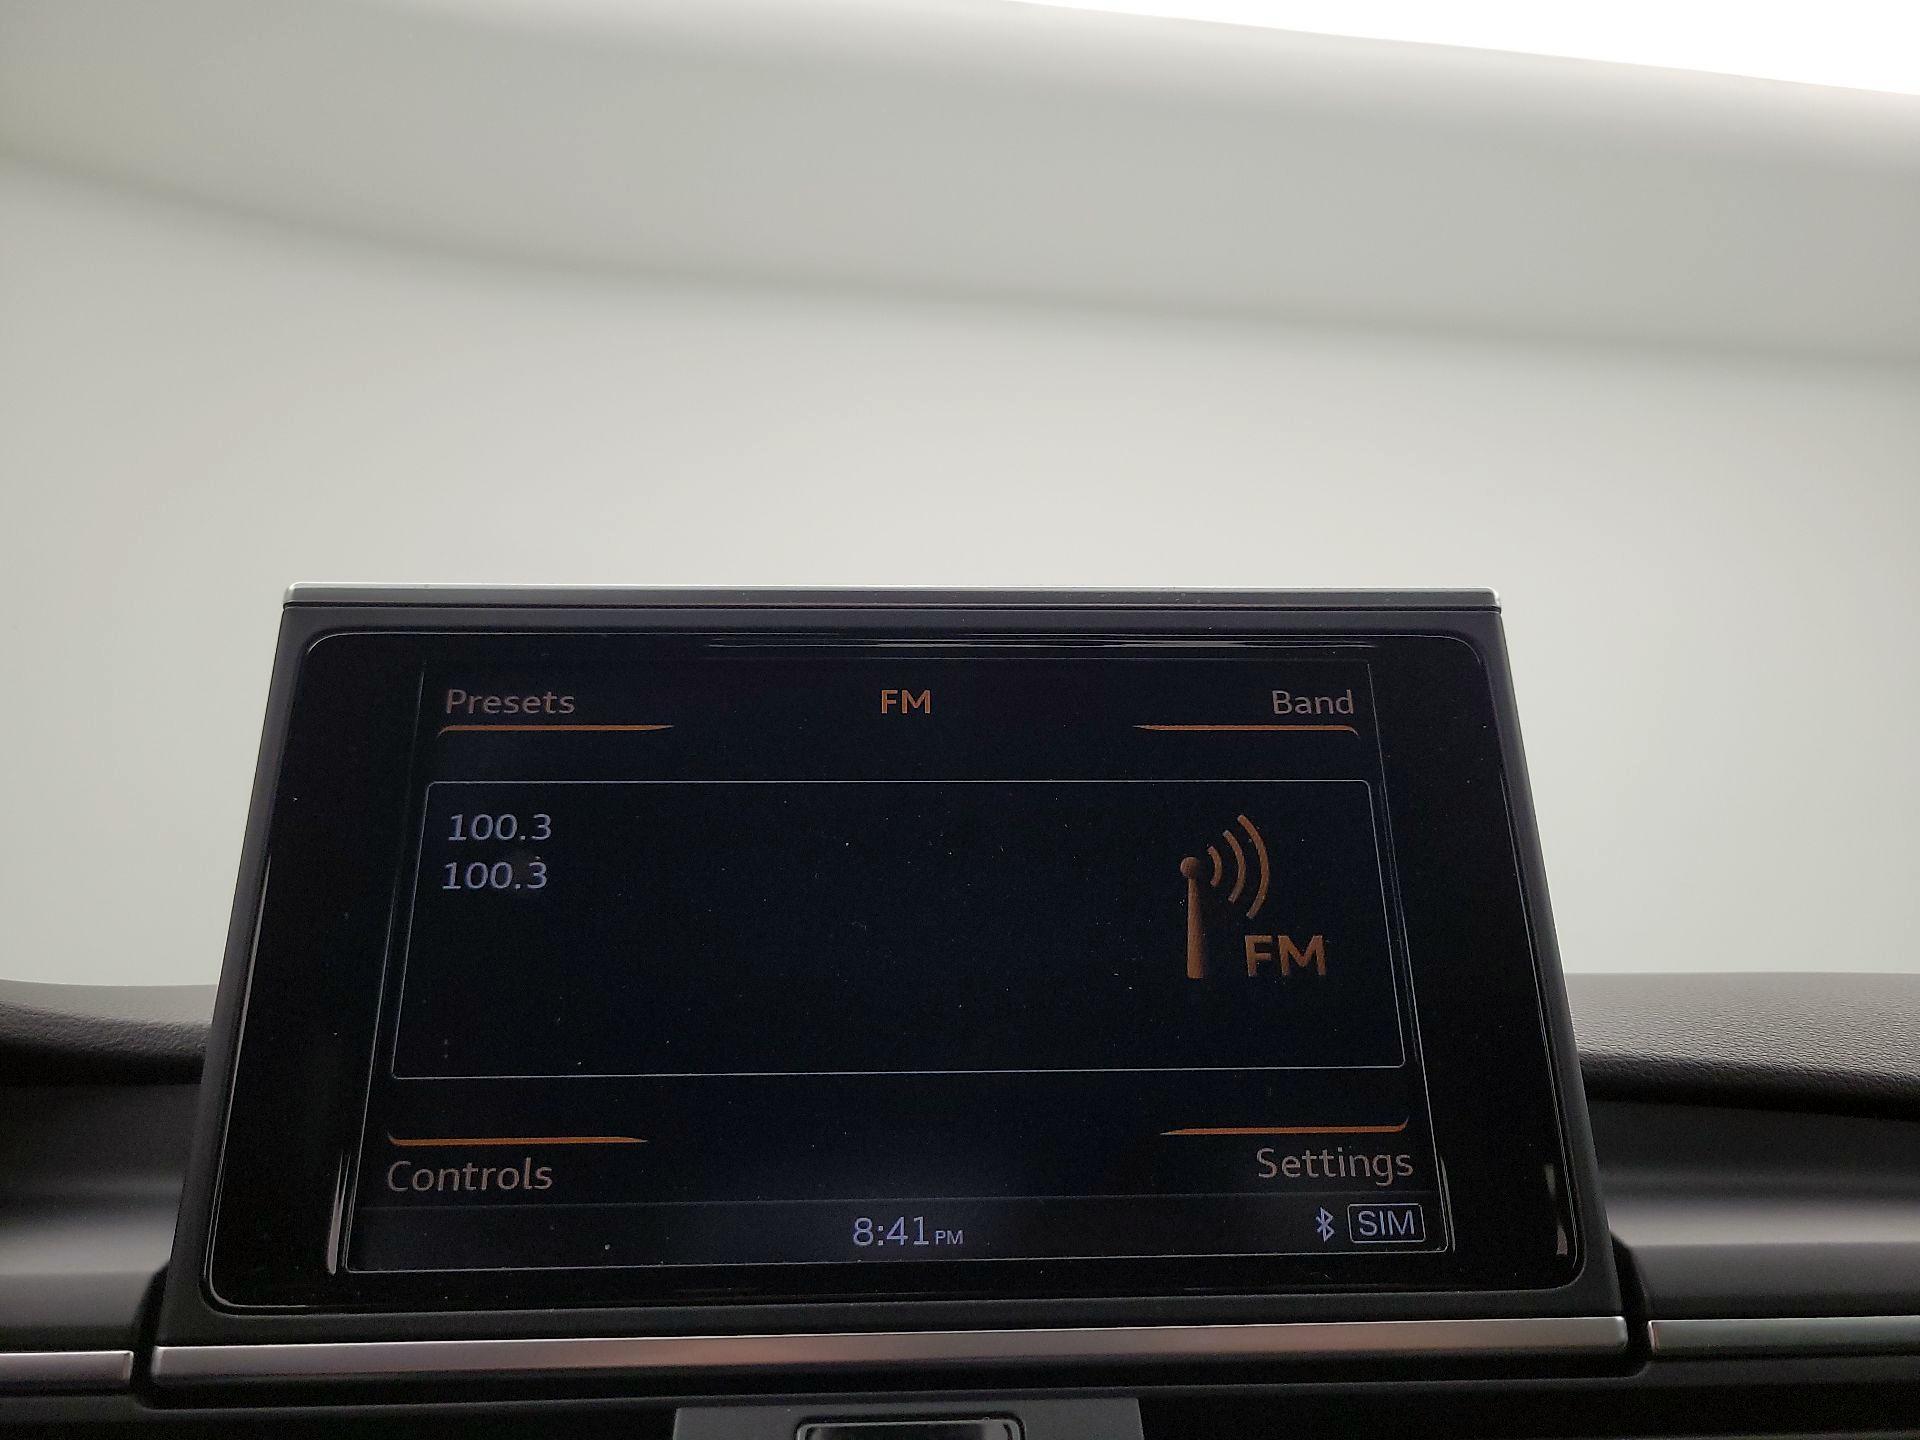 Presets FM Band
100.3
100.3
FM
Controls Settings
8:41 PM SIM